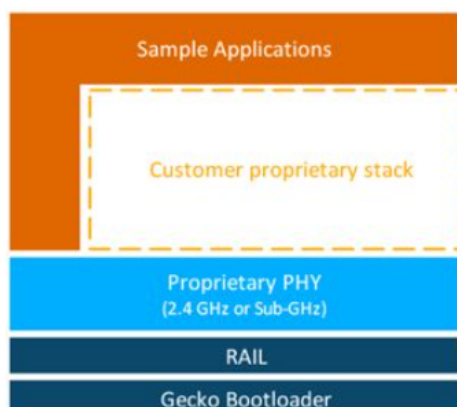 Sample Applications
Customer proprietary stack
Proprietary PHY
(2.4 GHz or Sub-GHz)
RAIL
Gecko Bootloader